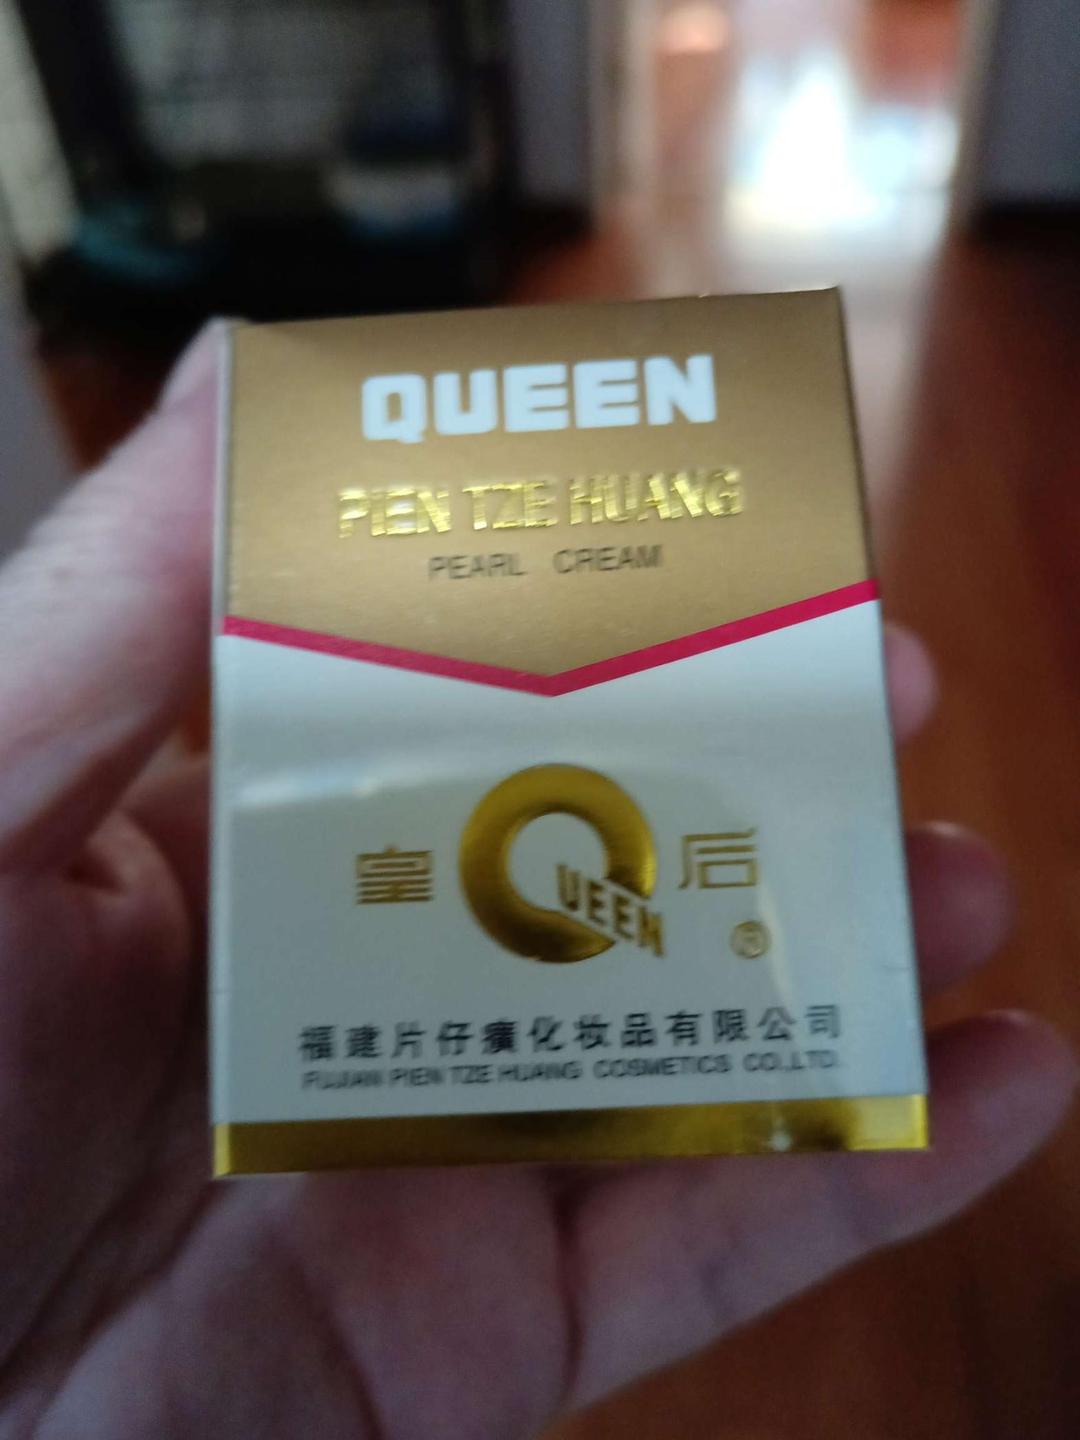 QUEEN
PIEN TZE HUANG
PEARL CREAM
皇 QUEEN 后
®
福建片仔癀化妆品有限公司
FUJIAN PIEN TZE HUANG COSMETICS CO.,LTD.